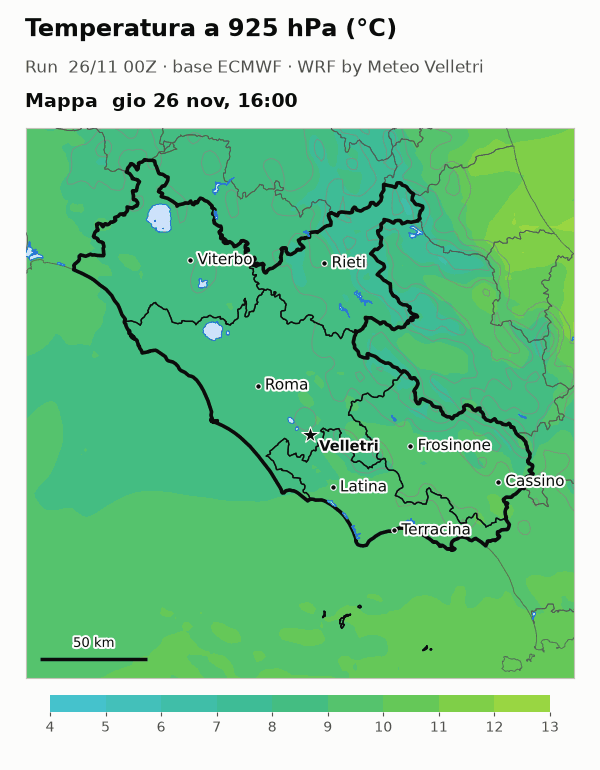 Temperatura a 925 hPa (°C)
Run  26/11 00Z · base ECMWF · WRF by Meteo Velletri
Mappa  gio 26 nov, 16:00
Viterbo
Rieti
Roma
Velletri
Frosinone
Cassino
Latina
Terracina
50 km
4 5 6 7 8 9 10 11 12 13